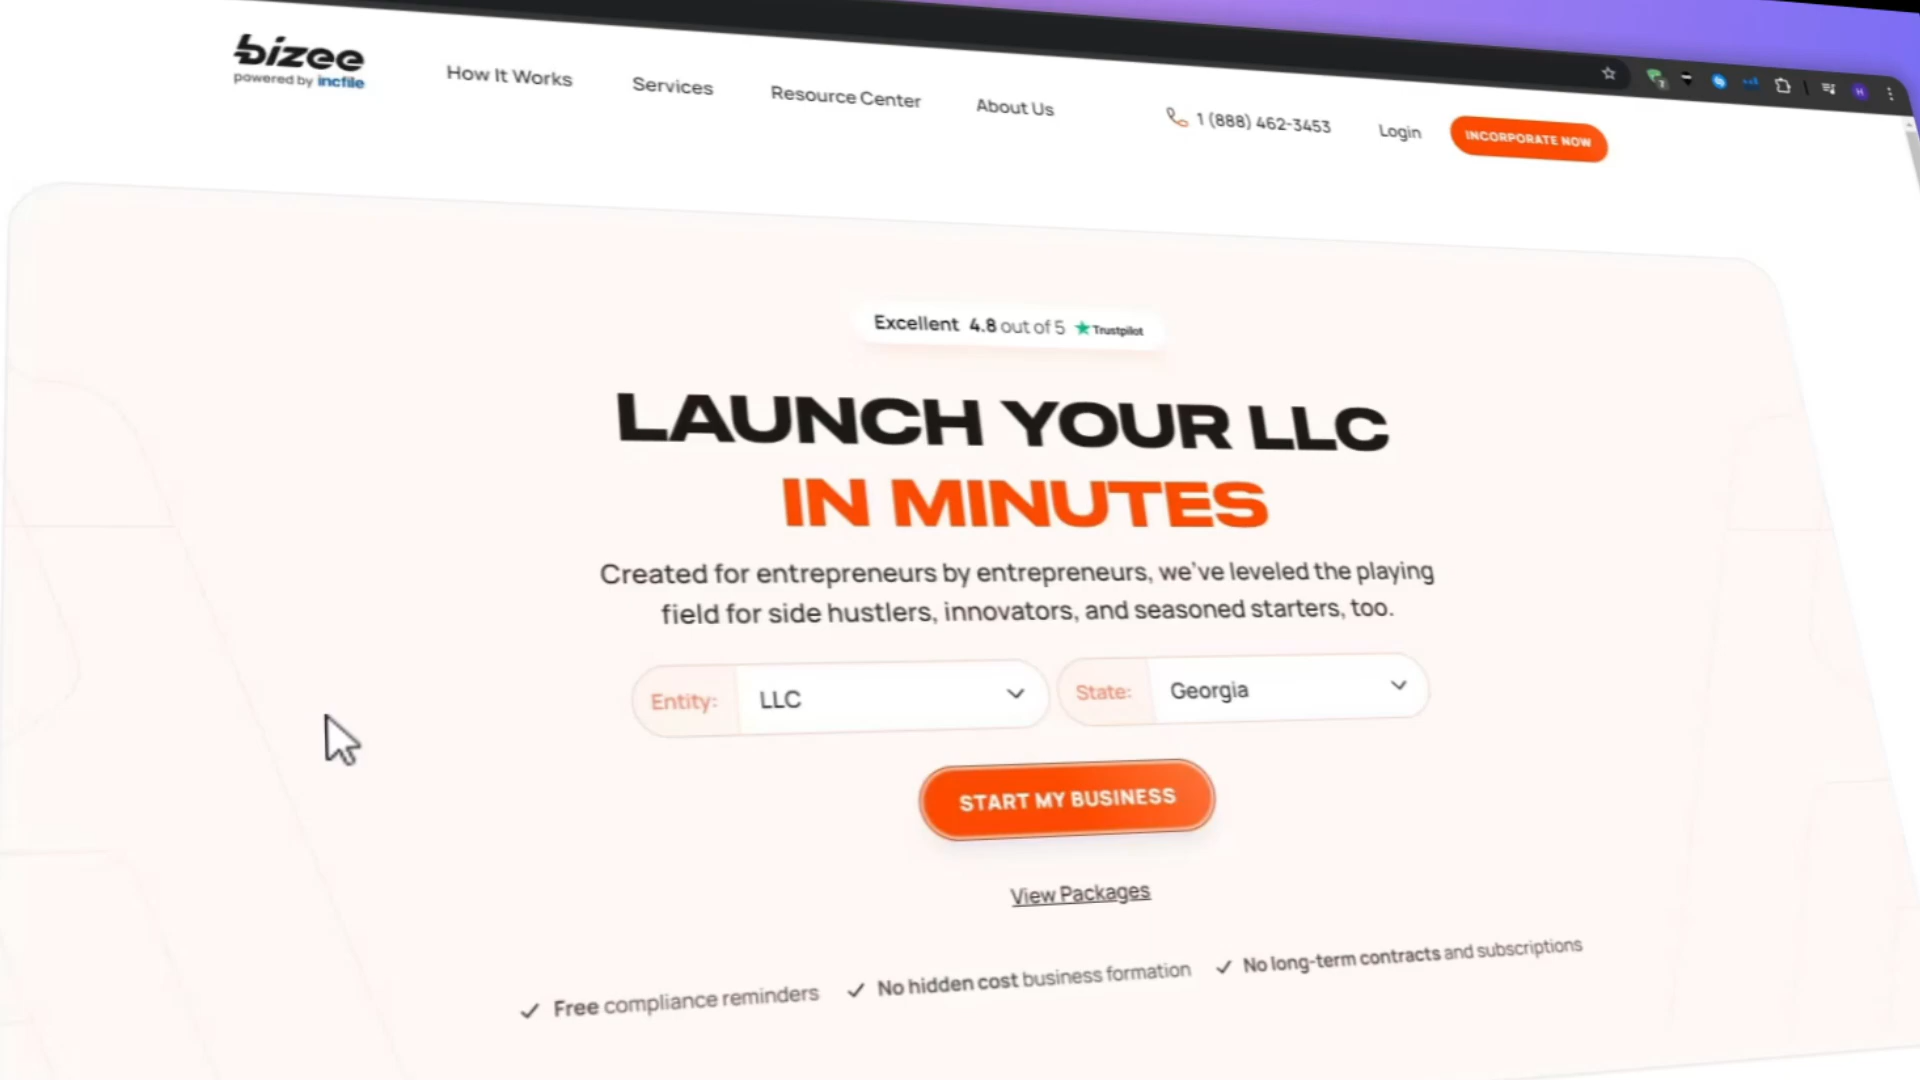 bizee
powered by incfile
How It Works
Services
Resource Center
About Us
1 (888) 462-3453
Login
INCORPORATE NOW
Excellent 4.8 out of 5 Trustpilot
LAUNCH YOUR LLC
IN MINUTES
Created for entrepreneurs by entrepreneurs, we've leveled the playing
field for side hustlers, innovators, and seasoned starters, too.
Entity: LLC
State: Georgia
START MY BUSINESS
View Packages
Free compliance reminders
No hidden cost business formation
No long-term contracts and subscriptions